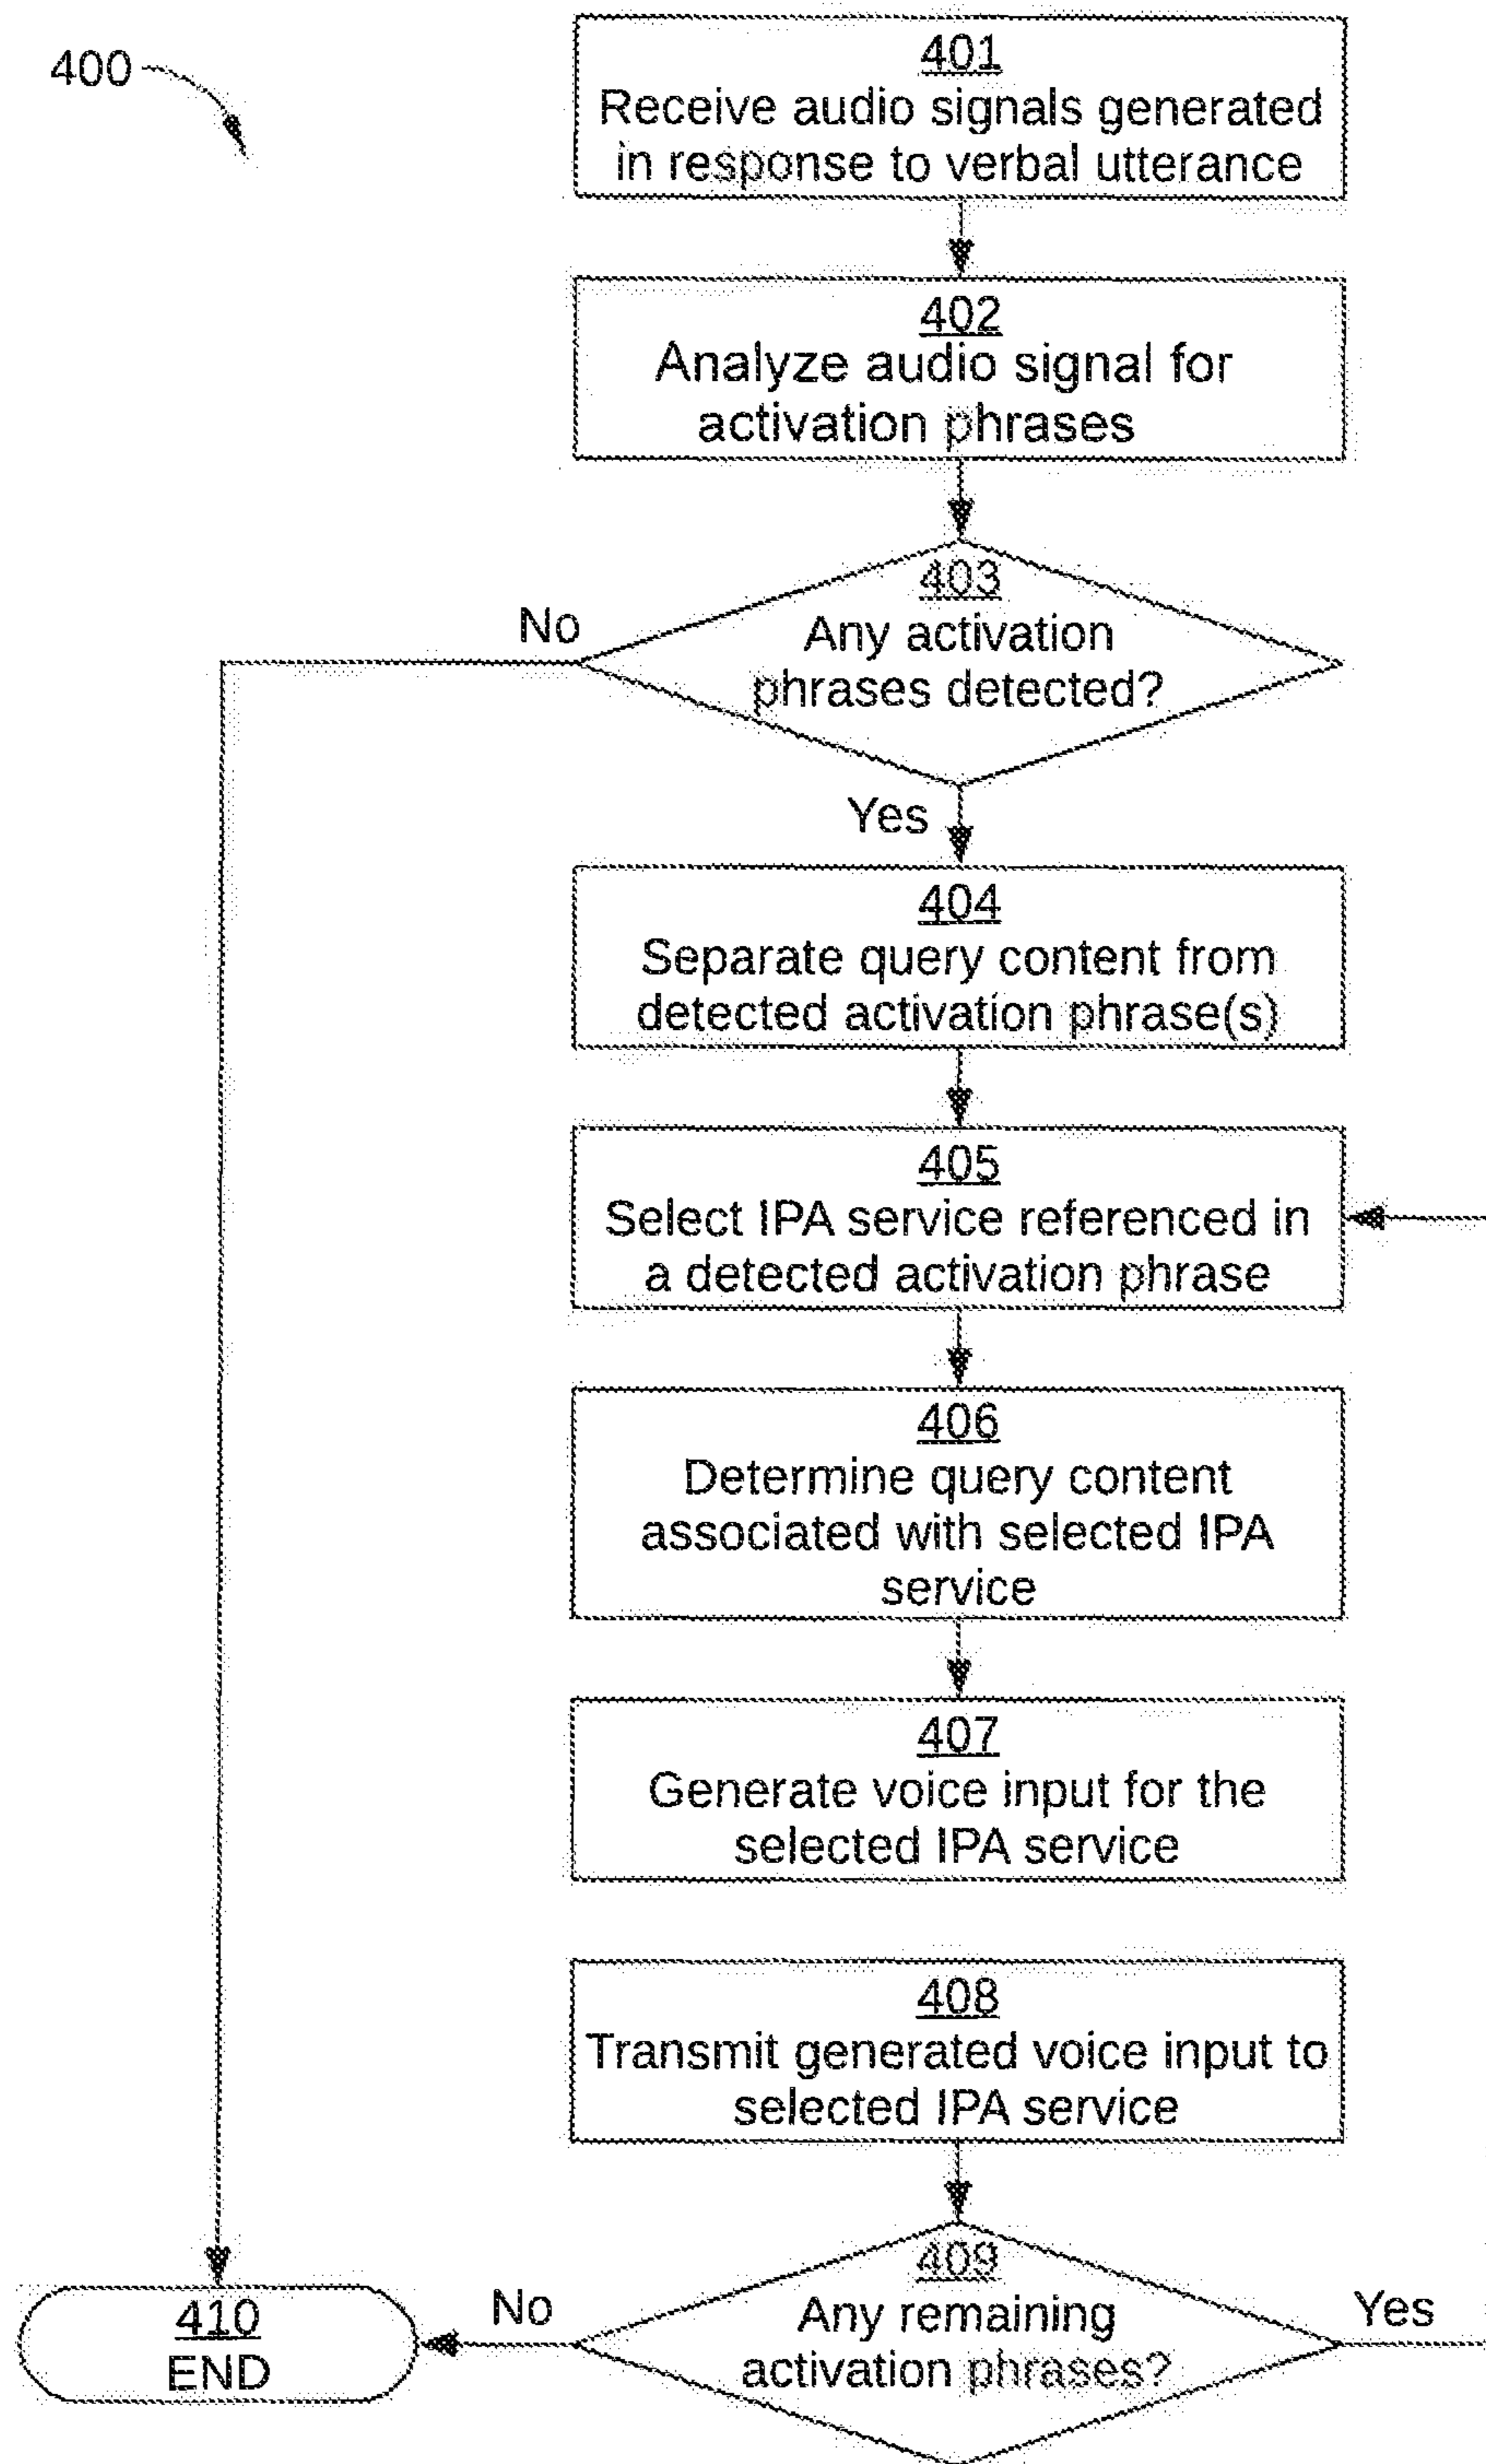 400
401
Receive audio signals generated
in response to verbal utterance
402
Analyze audio signal for
activation phrases
403
Any activation
phrases detected?
No
Yes
404
Separate query content from
detected activation phrase(s)
405
Select IPA service referenced in
a detected activation phrase
406
Determine query content
associated with selected IPA
service
407
Generate voice input for the
selected IPA service
408
Transmit generated voice input to
selected IPA service
409
Any remaining
activation phrases?
No
Yes
410
END